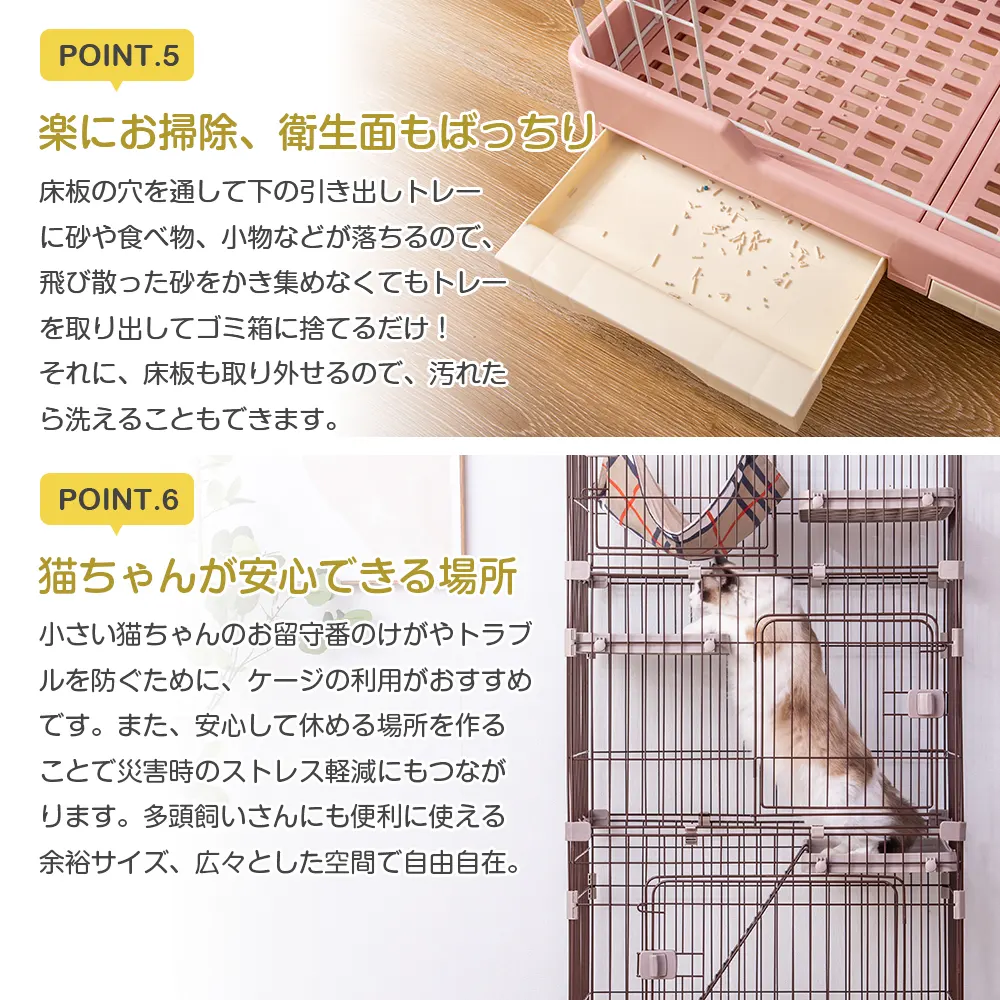 POINT.5
楽にお掃除、衛生面もばっちり
床板の穴を通して下の引き出しトレー
に砂や食べ物、小物などが落ちるので、
飛び散った砂をかき集めなくてもトレー
を取り出してゴミ箱に捨てるだけ！
それに、床板も取り外せるので、汚れた
ら洗えることもできます。
POINT.6
猫ちゃんが安心できる場所
小さい猫ちゃんのお留守番のけがやトラブ
ルを防ぐために、ケージの利用がおすすめ
です。また、安心して休める場所を作る
ことで災害時のストレス軽減にもつなが
ります。多頭飼いさんにも便利に使える
余裕サイズ、広々とした空間で自由自在。